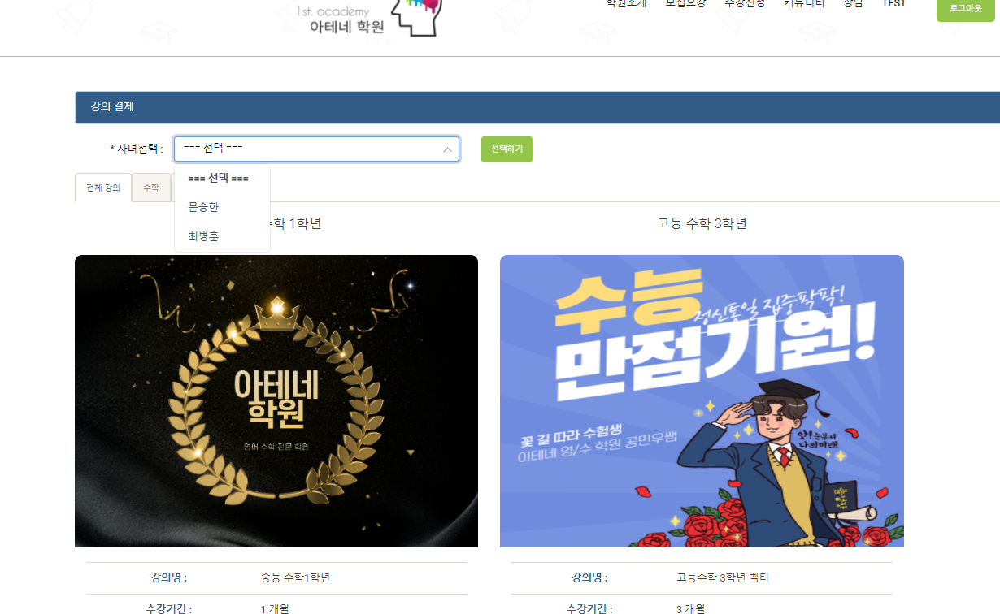 학원소개 모집요강 수강신청 커뮤니티 상담 TEST
로그아웃
1st. academy
아테네 학원
강의 결제
* 자녀선택 :
=== 선택 ===
선택하기
=== 선택 ===
문승한
최병훈
전체 강의
수학
수학 1학년
고등 수학 3학년
아테네
학원
영어 수학 전문 학원
수능
정신통일 집중팍팍!
만점기원!
꽃 길 따라 수험생
아테네 영/수 학원 공민우쌤
앗! 눈부셔
나의미래
강의명 :
중등 수학1학년
수강기간 :
1 개월
강의명 :
고등수학 3학년 벡터
수강기간 :
3 개월